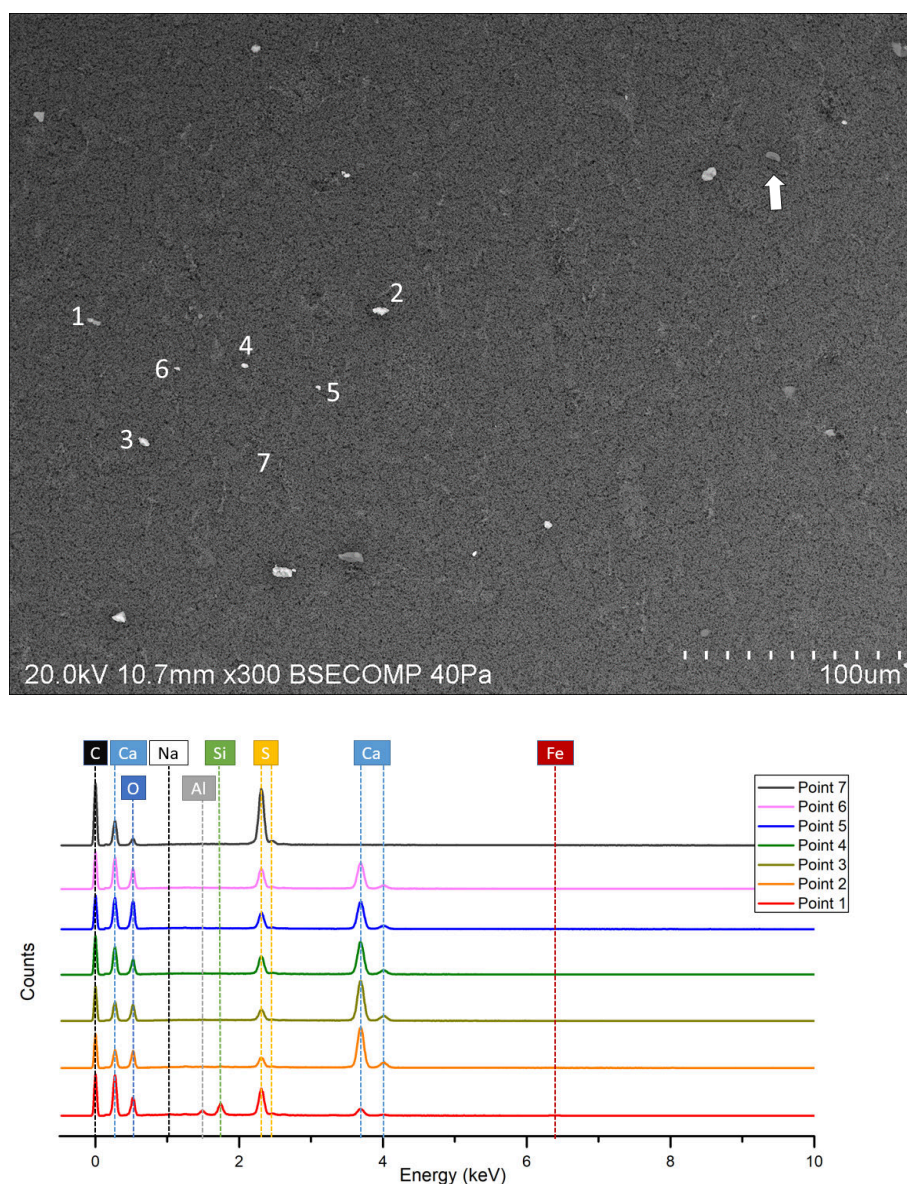 2
1
4
6
5
3
7
20.0kV 10.7mm x300 BSECOMP 40Pa
100um
C Ca Na Si S Ca Fe
O Al
Point 7
Point 6
Point 5
Point 4
Point 3
Point 2
Point 1
Counts
0 2 4 6 8 10
Energy (keV)